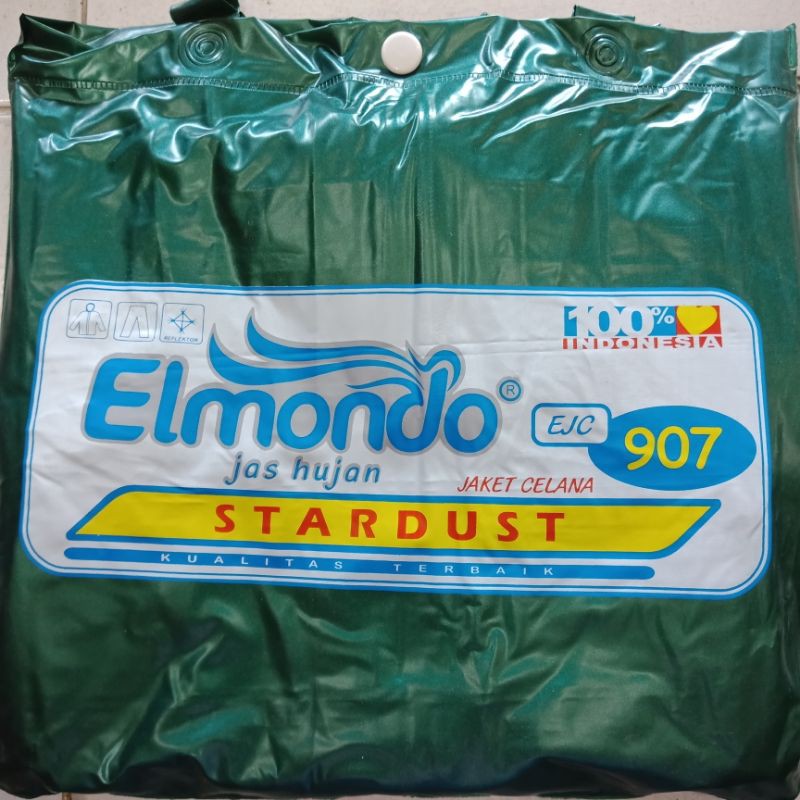 REFLEKTOR
100%
INDONESIA
Elmondo®
jas hujan
EJC
907
JAKET CELANA
STARDUST
KUALITAS TERBAIK